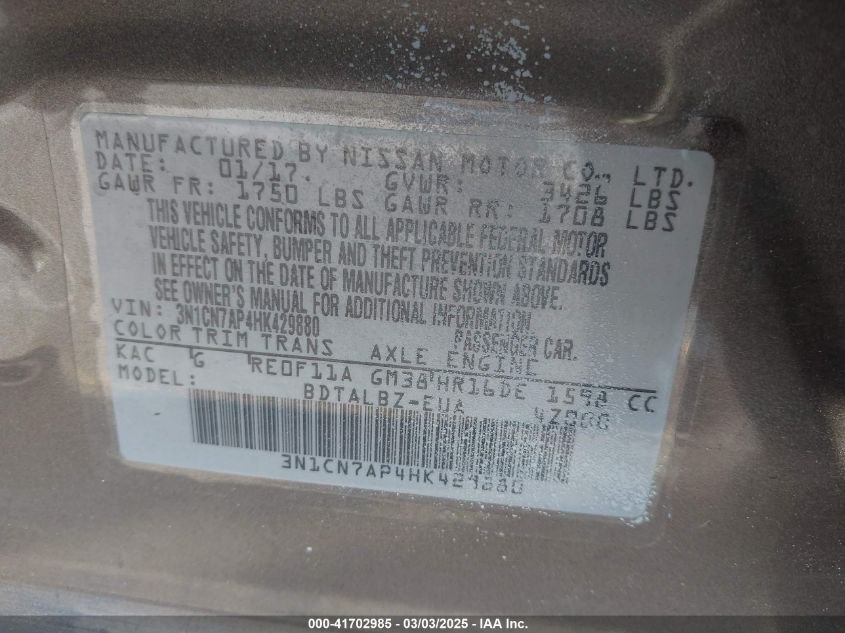 MANUFACTURED BY NISSAN MOTOR CO., LTD.
DATE: 01/17. GVWR: 3426 LBS
GAWR FR: 1750 LBS GAWR RR: 1708 LBS
THIS VEHICLE CONFORMS TO ALL APPLICABLE FEDERAL MOTOR
VEHICLE SAFETY, BUMPER AND THEFT PREVENTION STANDARDS
IN EFFECT ON THE DATE OF MANUFACTURE SHOWN ABOVE.
SEE OWNER'S MANUAL FOR ADDITIONAL INFORMATION.
VIN: 3N1CN7AP4HK429880 PASSENGER CAR.
COLOR TRIM TRANS AXLE ENGINE
KAC G RE0F11A GM38 HR16DE 1598 CC
MODEL: BDTALBZ-EUA
3N1CN7AP4HK429880
000-41702985 - 03/03/2025 - IAA Inc.